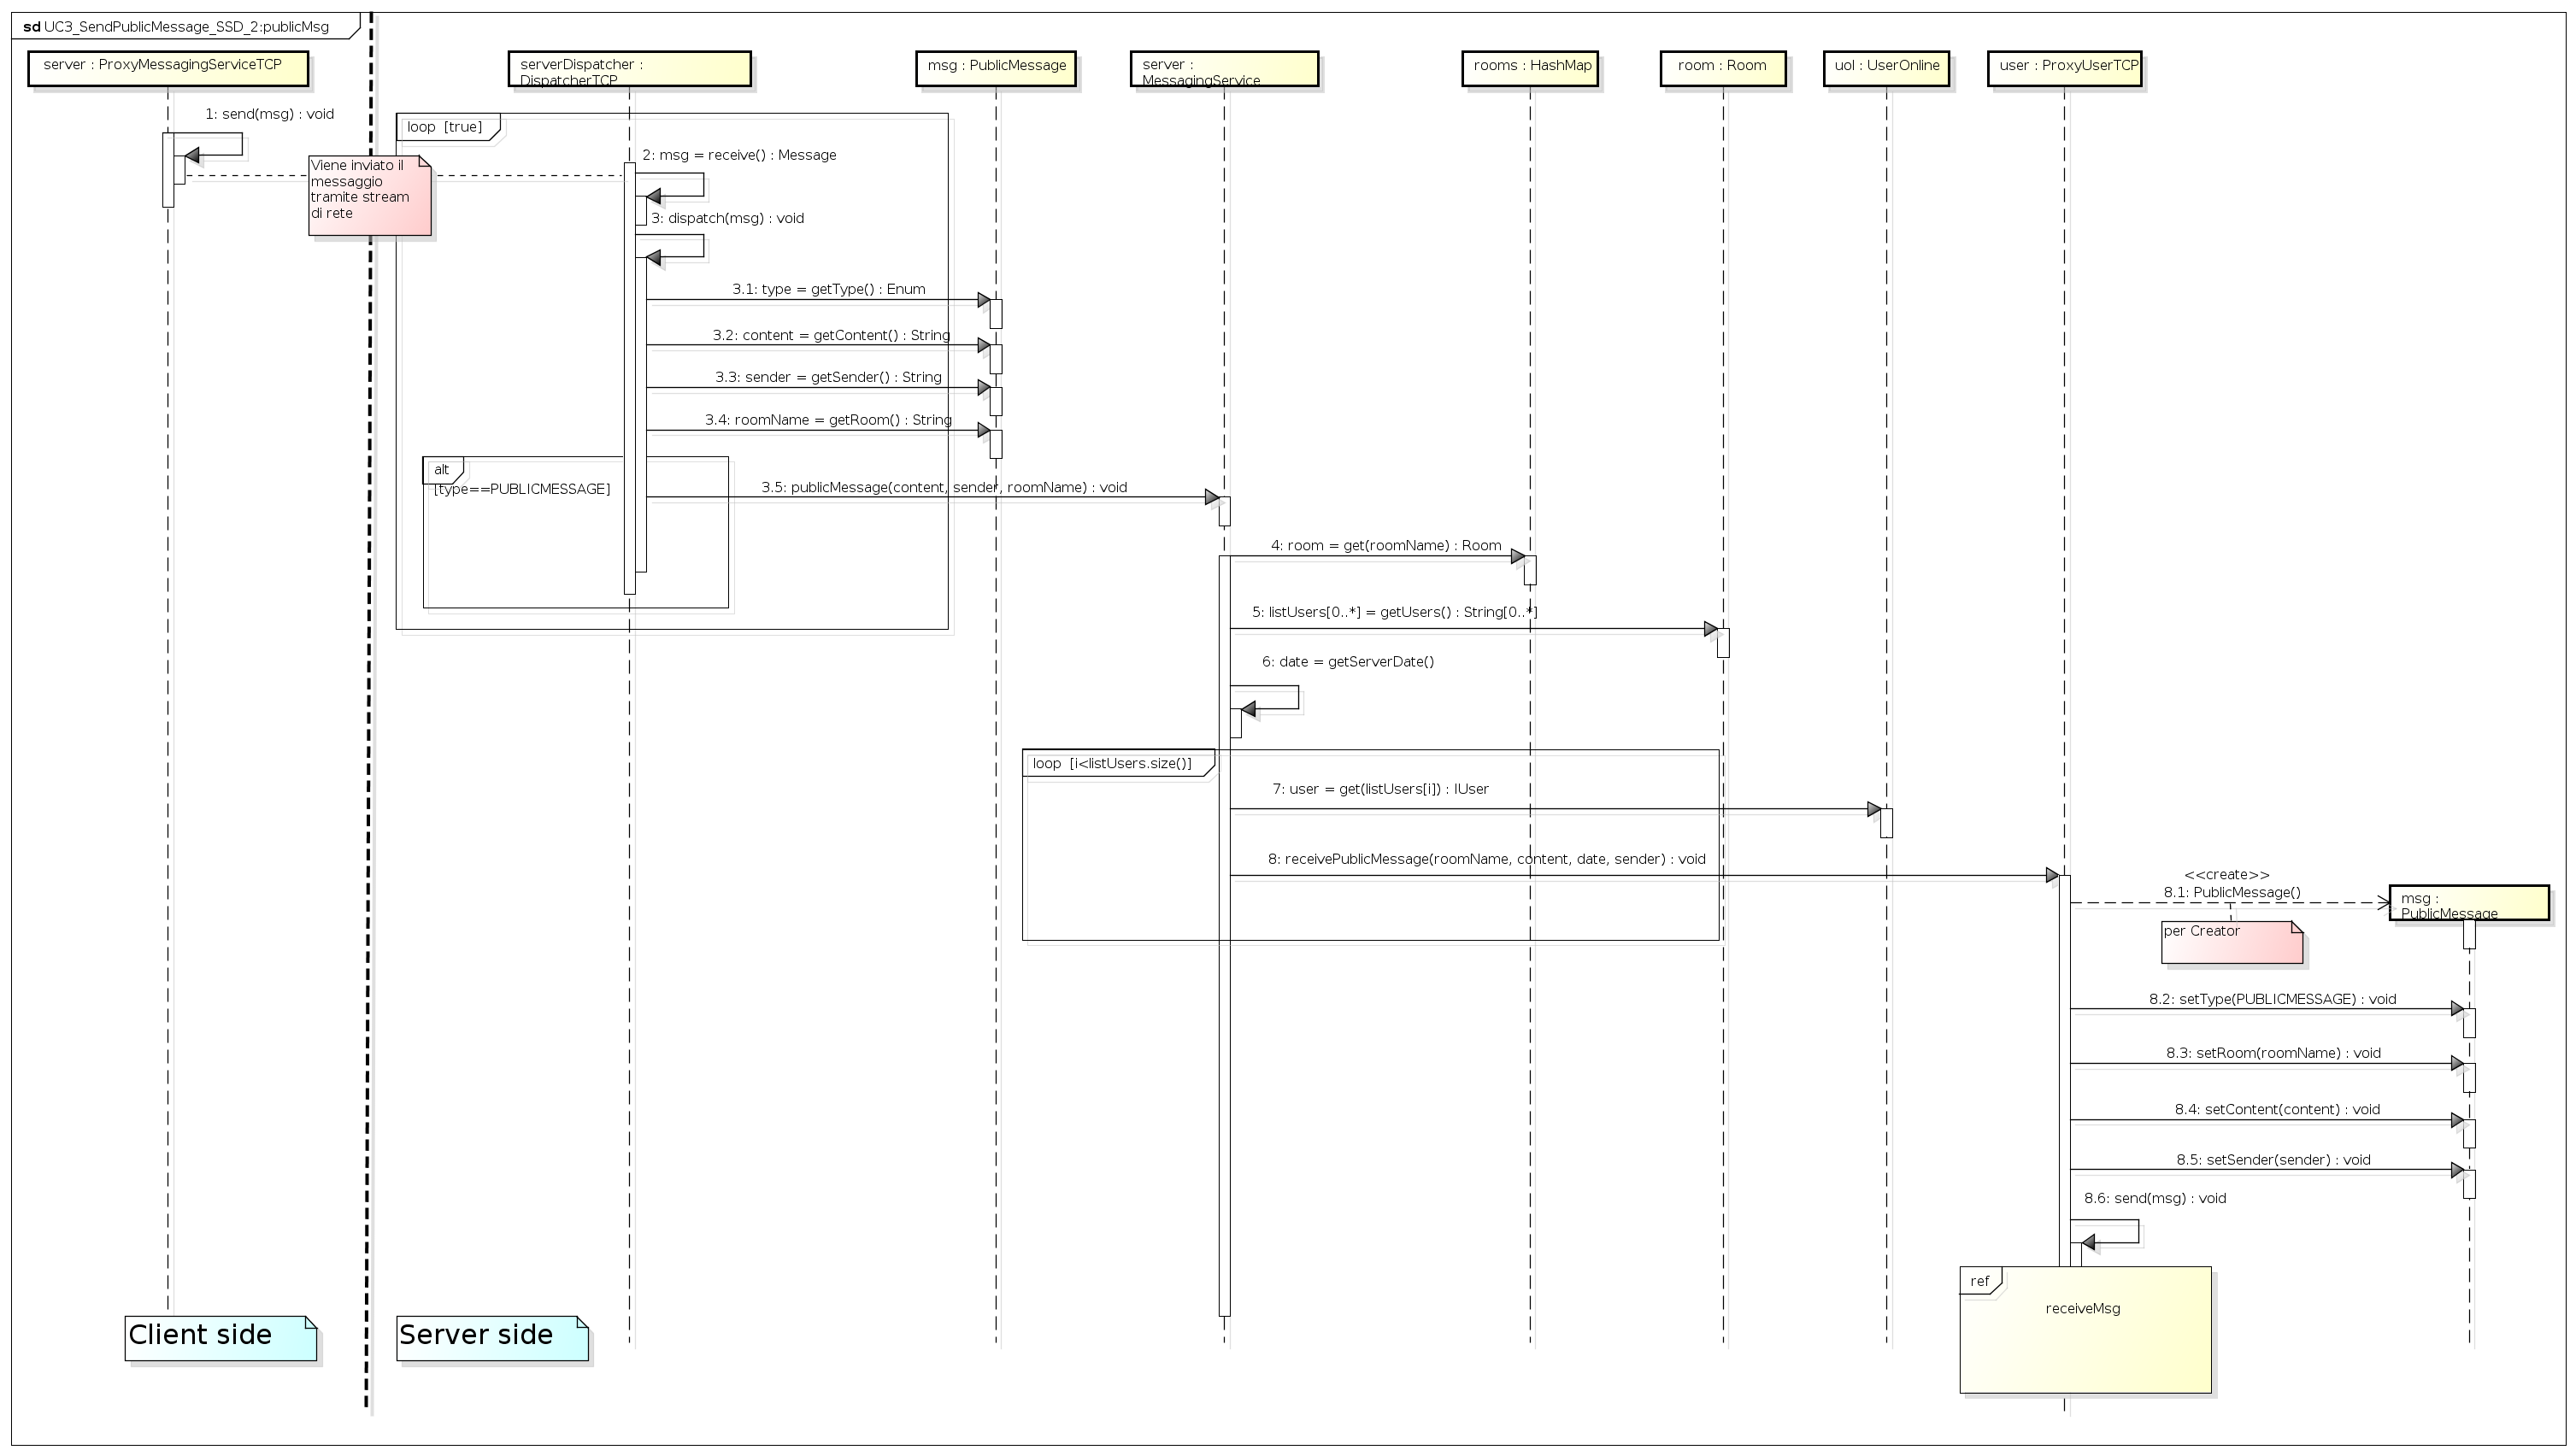 sd UC3_SendPublicMessage_SSD_2:publicMsg
server : ProxyMessagingServiceTCP
serverDispatcher :
DispatcherTCP
msg : PublicMessage
server :
MessagingService
rooms : HashMap
room : Room
uol : UserOnline
user : ProxyUserTCP
1: send(msg) : void
loop [true]
Viene inviato il
messaggio
tramite stream
di rete
2: msg = receive() : Message
3: dispatch(msg) : void
3.1: type = getType() : Enum
3.2: content = getContent() : String
3.3: sender = getSender() : String
3.4: roomName = getRoom() : String
alt
[type==PUBLICMESSAGE]
3.5: publicMessage(content, sender, roomName) : void
4: room = get(roomName) : Room
5: listUsers[0..*] = getUsers() : String[0..*]
6: date = getServerDate()
loop [i<listUsers.size()]
7: user = get(listUsers[i]) : IUser
8: receivePublicMessage(roomName, content, date, sender) : void
<<create>>
8.1: PublicMessage()
msg :
PublicMessage
per Creator
8.2: setType(PUBLICMESSAGE) : void
8.3: setRoom(roomName) : void
8.4: setContent(content) : void
8.5: setSender(sender) : void
8.6: send(msg) : void
ref
receiveMsg
Client side
Server side